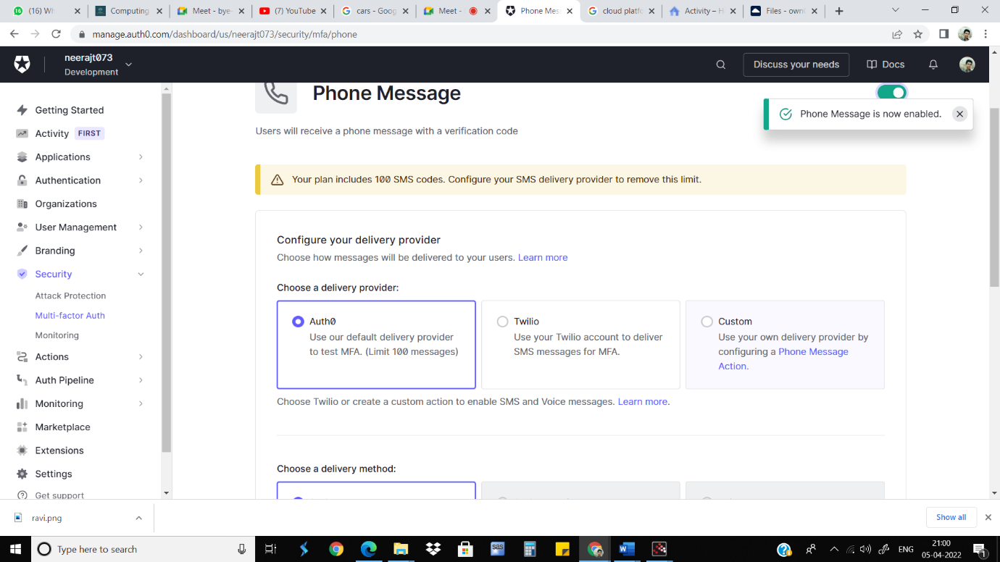 (16) Wh
Computing
Meet - bye-
(7) YouTube
cars - Goog
Meet -
Phone Mess
cloud platfo
Activity – H
Files - own
manage.auth0.com/dashboard/us/neerajt073/security/mfa/phone
neerajt073
Development
Discuss your needs
Docs
Getting Started
Activity FIRST
Applications
Authentication
Organizations
User Management
Branding
Security
Attack Protection
Multi-factor Auth
Monitoring
Actions
Auth Pipeline
Monitoring
Marketplace
Extensions
Settings
Get support
Phone Message
Phone Message is now enabled.
Users will receive a phone message with a verification code
Your plan includes 100 SMS codes. Configure your SMS delivery provider to remove this limit.
Configure your delivery provider
Choose how messages will be delivered to your users. Learn more
Choose a delivery provider:
Auth0
Use our default delivery provider
to test MFA. (Limit 100 messages)
Twilio
Use your Twilio account to deliver
SMS messages for MFA.
Custom
Use your own delivery provider by
configuring a Phone Message
Action.
Choose Twilio or create a custom action to enable SMS and Voice messages. Learn more.
Choose a delivery method:
ravi.png
Show all
Type here to search
sas
ENG
21:00
05-04-2022
1